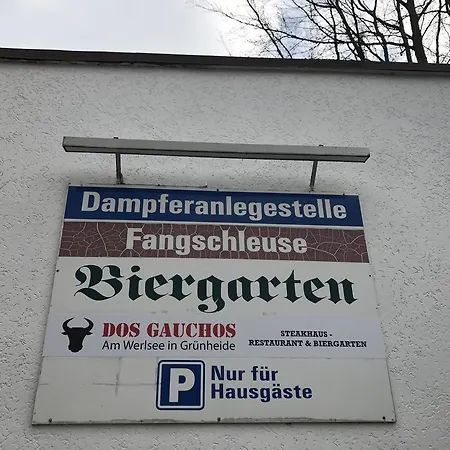 Dampferanlegestelle
Fangschleuse
Biergarten
DOS GAUCHOS
Am Werlsee in Grünheide
STEAKHAUS -
RESTAURANT & BIERGARTEN
P
Nur für
Hausgäste